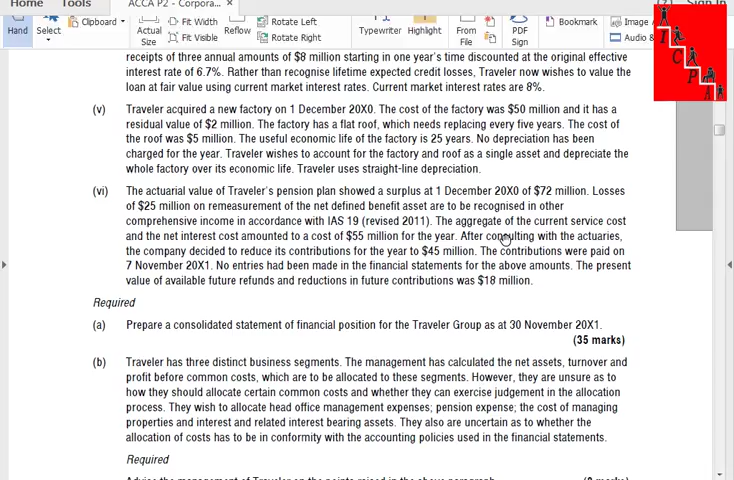 Home
Tools
ACCA P2 - Corpora...
×
Sign In
Hand
Select
Clipboard
Actual
Size
Fit Width
Fit Visible
Reflow
Rotate Left
Rotate Right
Typewriter
Highlight
From
File
PDF
Sign
Bookmark
Image A
Audio &
I
C
P
A
receipts of three annual amounts of $8 million starting in one year's time discounted at the original effective
interest rate of 6.7%. Rather than recognise lifetime expected credit losses, Traveler now wishes to value the
loan at fair value using current market interest rates. Current market interest rates are 8%.
(v) Traveler acquired a new factory on 1 December 20X0. The cost of the factory was $50 million and it has a
residual value of $2 million. The factory has a flat roof, which needs replacing every five years. The cost of
the roof was $5 million. The useful economic life of the factory is 25 years. No depreciation has been
charged for the year. Traveler wishes to account for the factory and roof as a single asset and depreciate the
whole factory over its economic life. Traveler uses straight-line depreciation.
(vi) The actuarial value of Traveler's pension plan showed a surplus at 1 December 20X0 of $72 million. Losses
of $25 million on remeasurement of the net defined benefit asset are to be recognised in other
comprehensive income in accordance with IAS 19 (revised 2011). The aggregate of the current service cost
and the net interest cost amounted to a cost of $55 million for the year. After consulting with the actuaries,
the company decided to reduce its contributions for the year to $45 million. The contributions were paid on
7 November 20X1. No entries had been made in the financial statements for the above amounts. The present
value of available future refunds and reductions in future contributions was $18 million.
Required
(a) Prepare a consolidated statement of financial position for the Traveler Group as at 30 November 20X1.
(35 marks)
(b) Traveler has three distinct business segments. The management has calculated the net assets, turnover and
profit before common costs, which are to be allocated to these segments. However, they are unsure as to
how they should allocate certain common costs and whether they can exercise judgement in the allocation
process. They wish to allocate head office management expenses; pension expense; the cost of managing
properties and interest and related interest bearing assets. They also are uncertain as to whether the
allocation of costs has to be in conformity with the accounting policies used in the financial statements.
Required
Advise the management of Traveler on the points raised in the above paragraph.